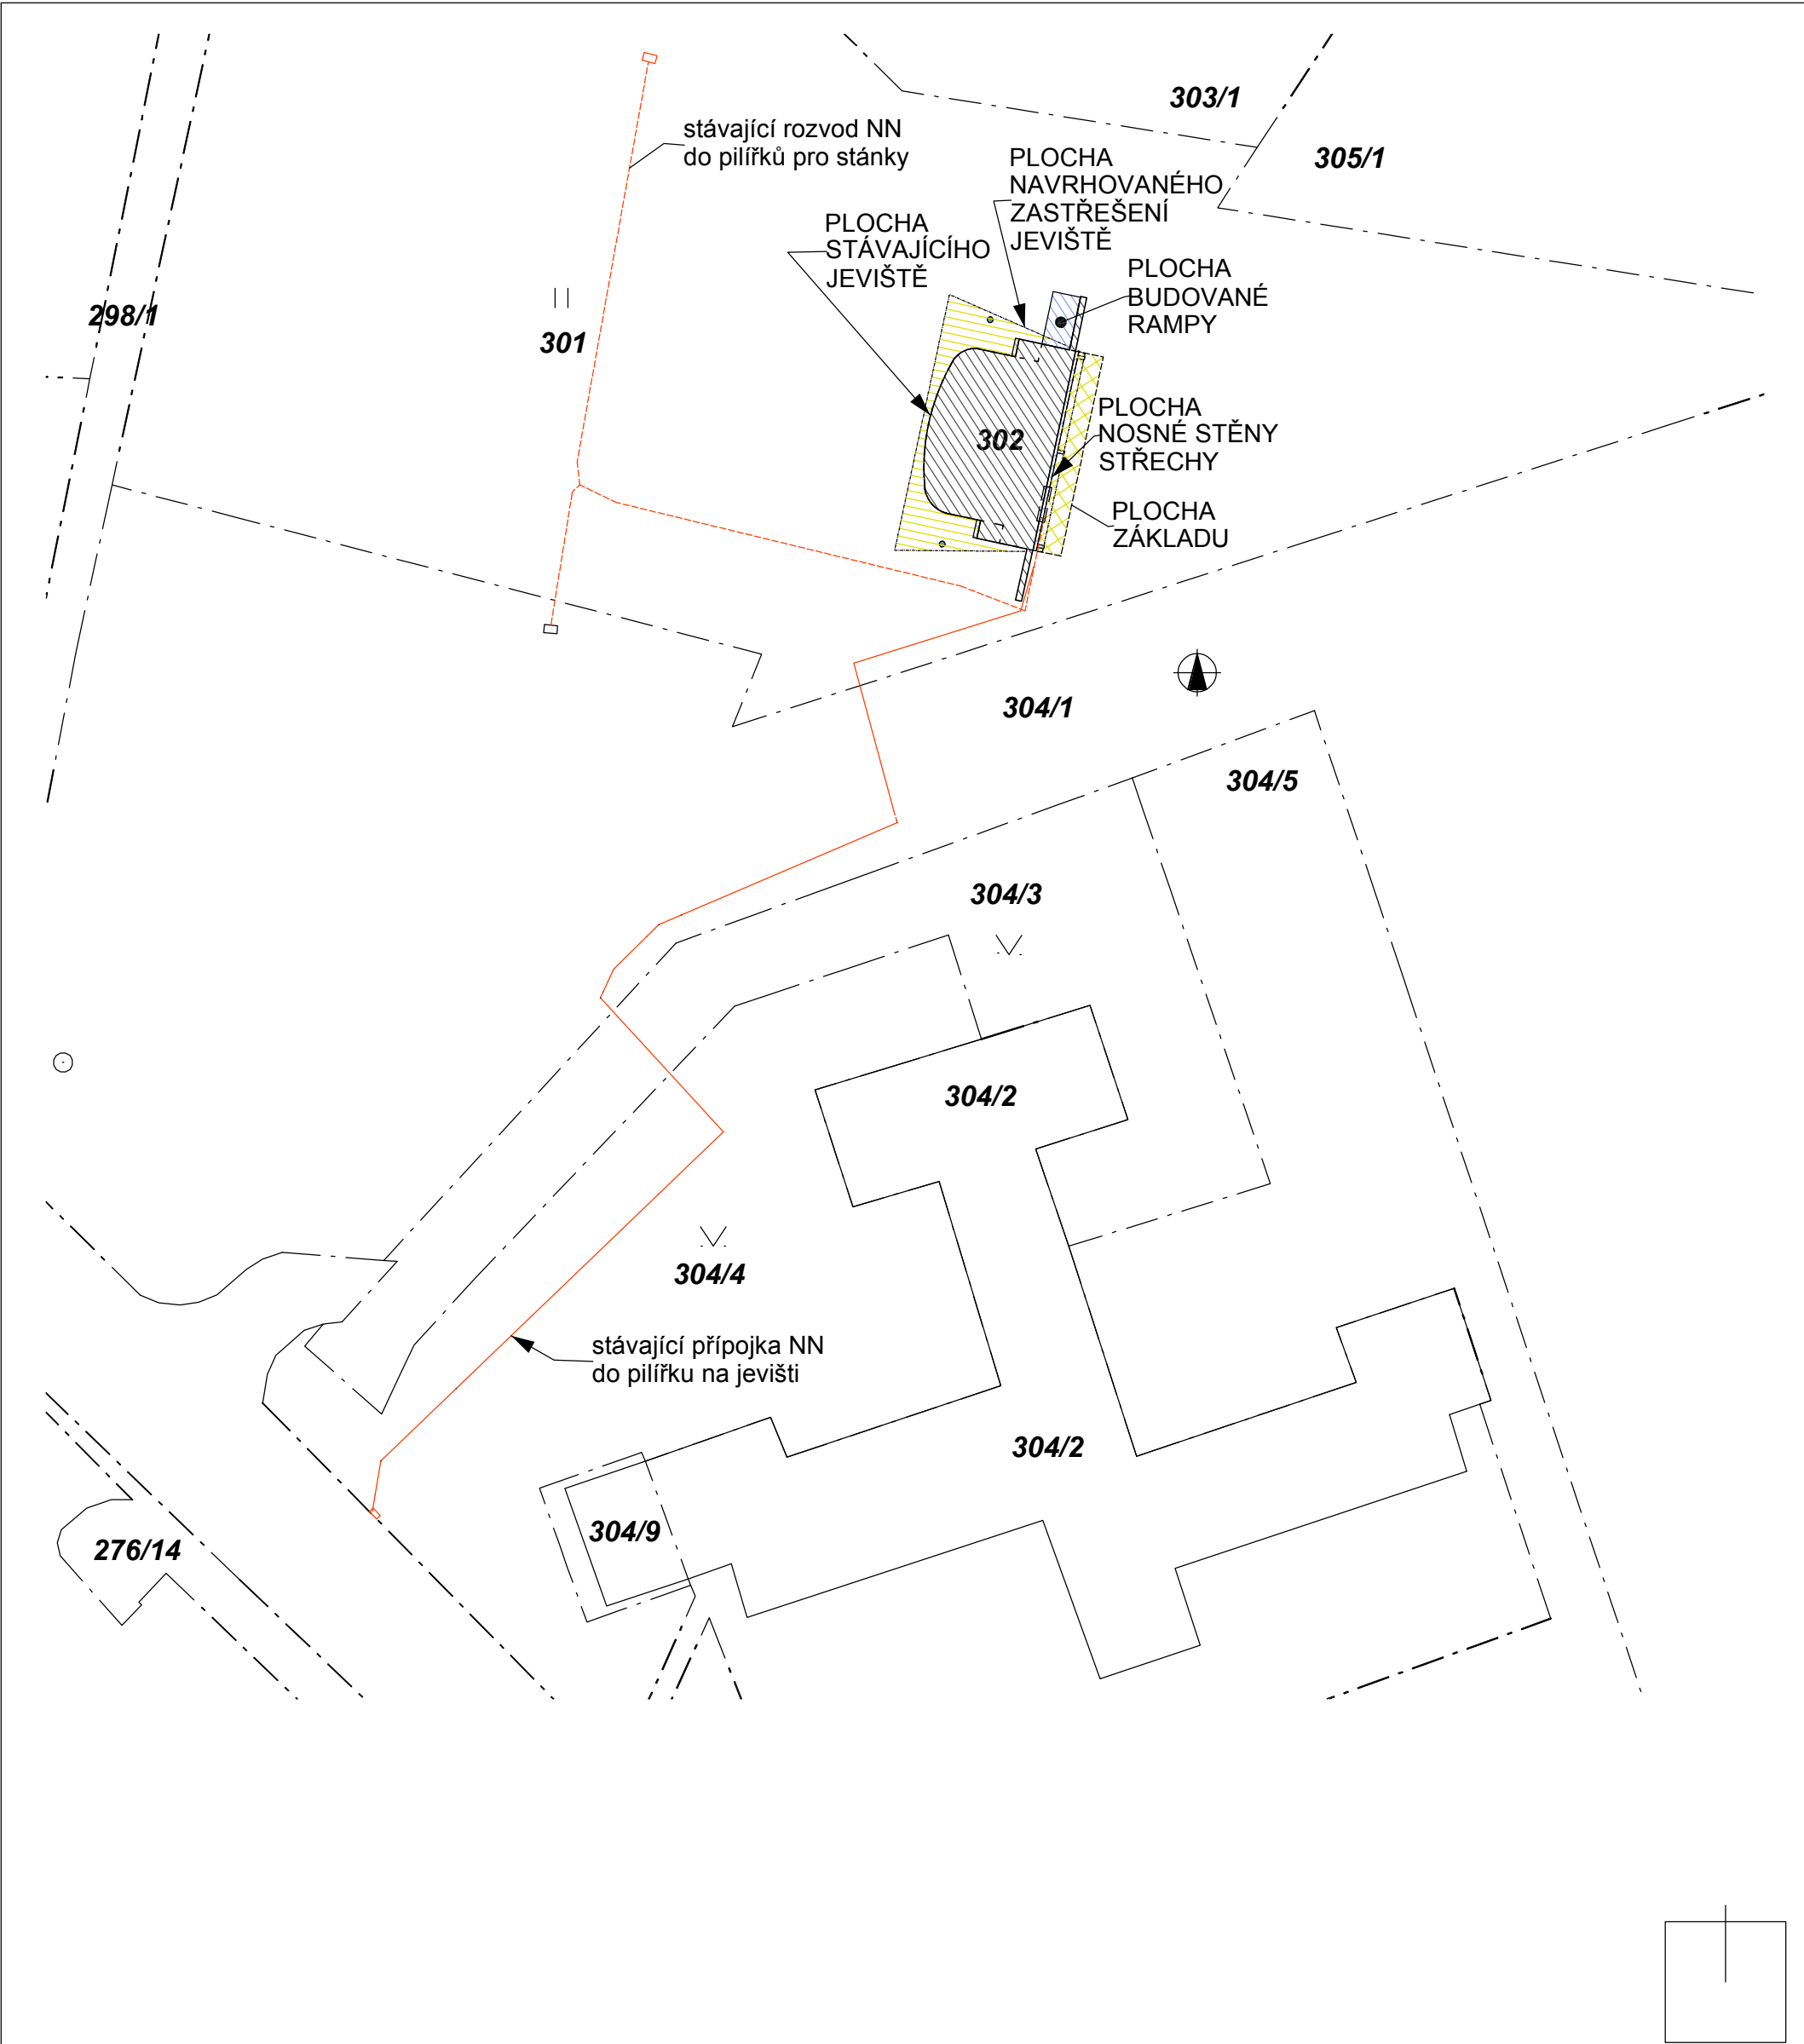 303/1
stávající rozvod NN
do pilířků pro stánky
305/1
PLOCHA
NAVRHOVANÉHO
ZASTŘEŠENÍ
JEVIŠTĚ
PLOCHA
STÁVAJÍCÍHO
JEVIŠTĚ
PLOCHA
BUDOVANÉ
RAMPY
298/1
301
PLOCHA
NOSNÉ STĚNY
STŘECHY
302
PLOCHA
ZÁKLADU
304/1
304/5
304/3
304/2
304/4
stávající přípojka NN
do pilířku na jevišti
304/2
304/9
276/14